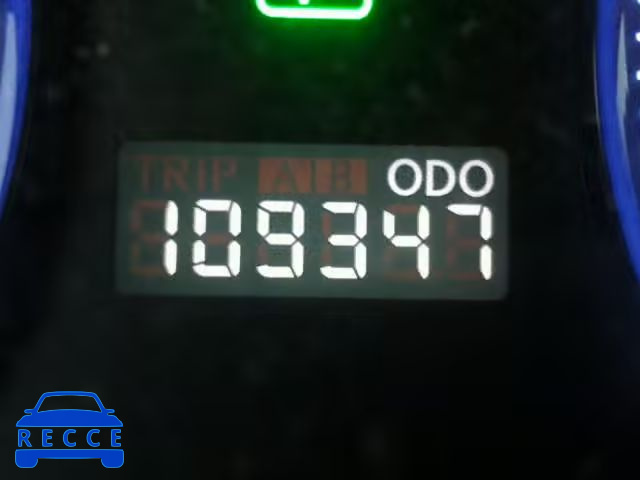 TRIP A B ODO
109347
RECCE